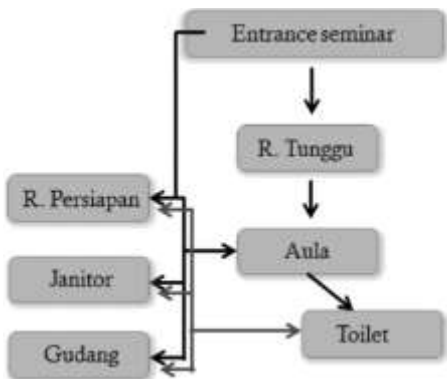 Entrance seminar
R. Tunggu
R. Persiapan
Aula
Janitor
Toilet
Gudang